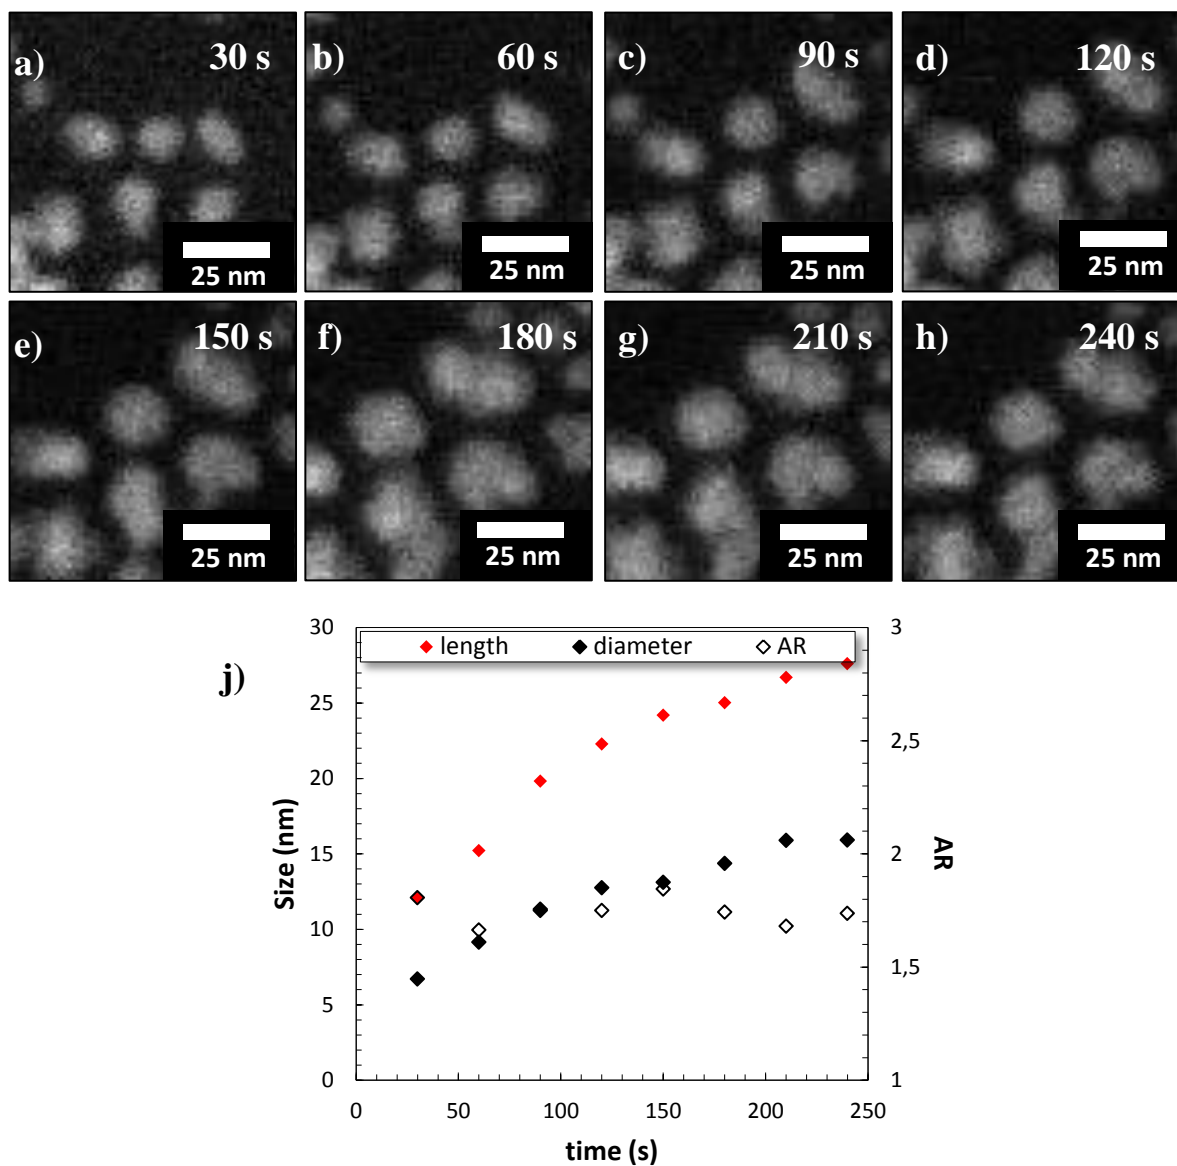 a) 30 s
b) 60 s
c) 90 s
d) 120 s
25 nm
25 nm
25 nm
25 nm
e) 150 s
f) 180 s
g) 210 s
h) 240 s
25 nm
25 nm
25 nm
25 nm
j)
length diameter AR
30
25
20
15
10
5
0
Size (nm)
3
2,5
2
1,5
1
AR
0 50 100 150 200 250
time (s)